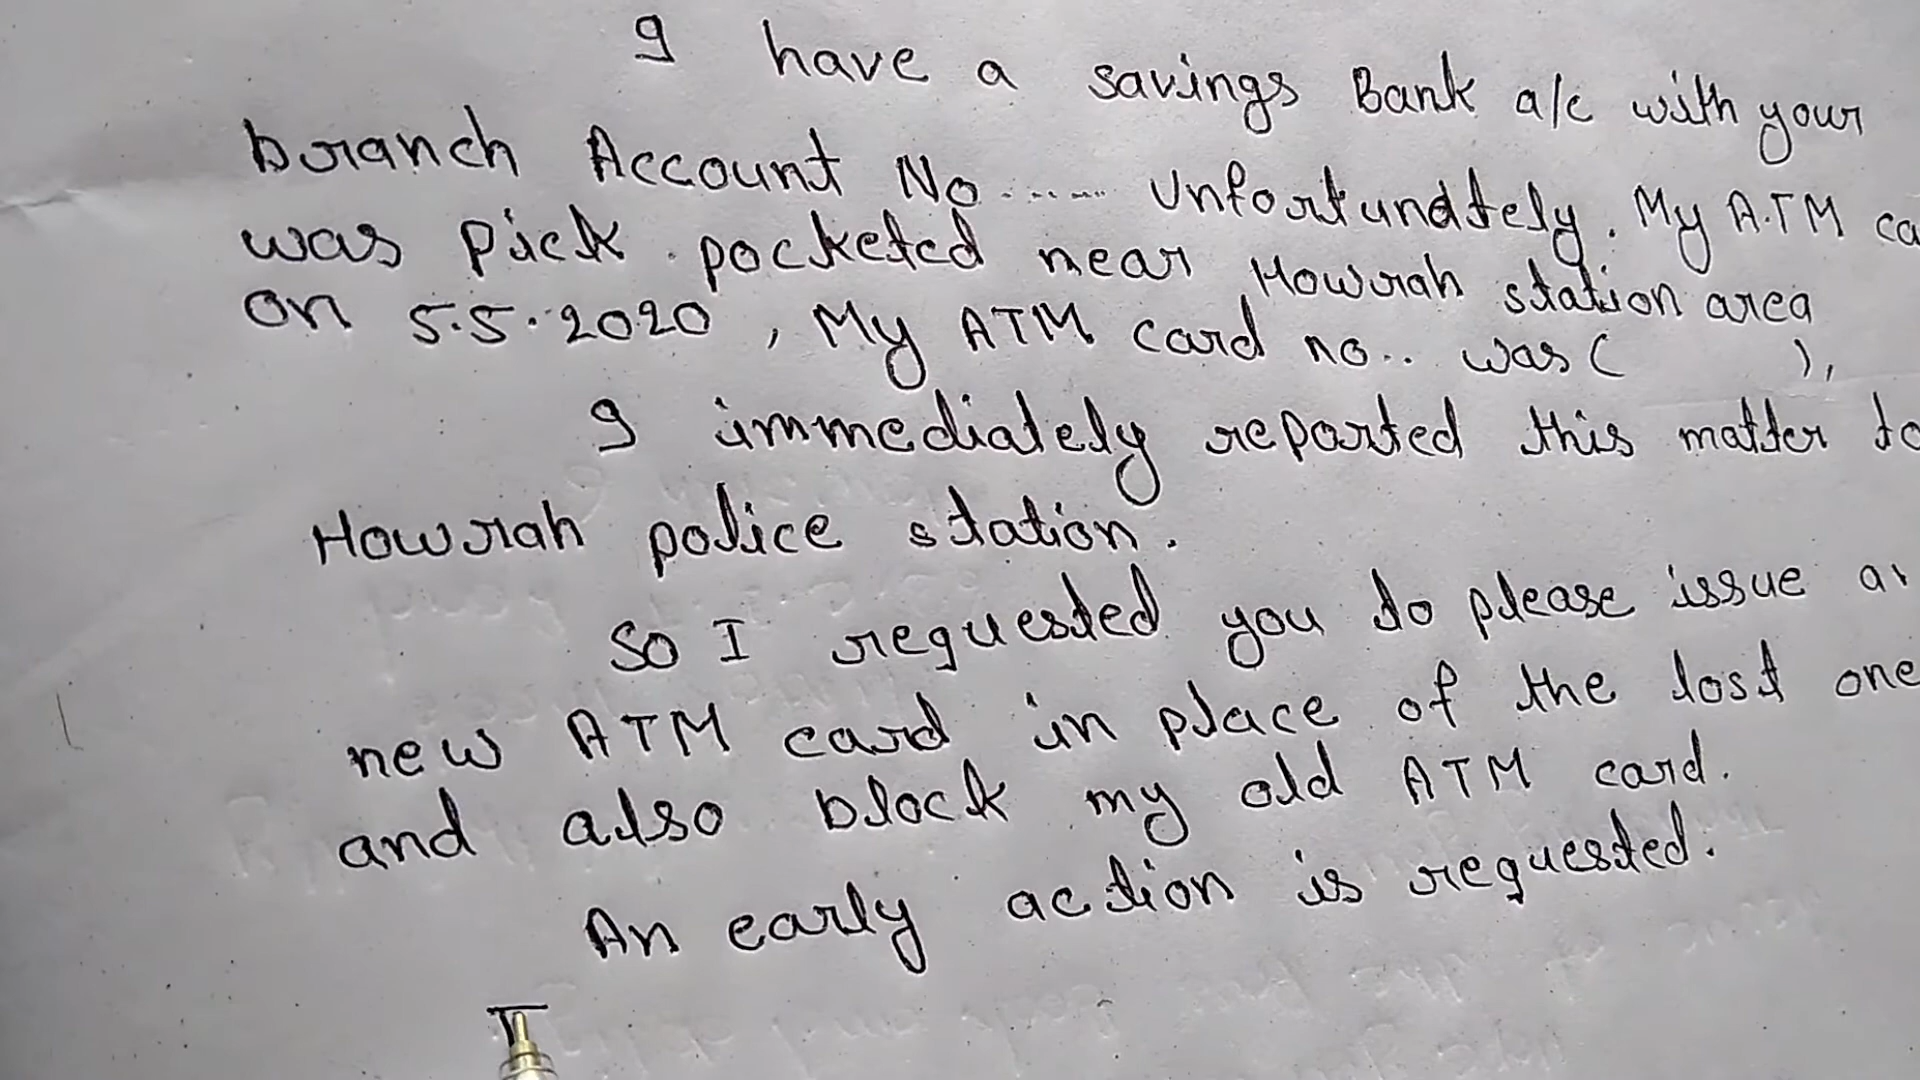 I have a savings Bank a/c with your
branch Account No...... Unfortunately. My A.TM ca
was Pick pocketed near Howrah station area
on 5.5.2020, My ATM card no.. was ( ),
I immediately reported this matter to
Howrah police station.
So I requested you to please issue a
new ATM card in place of the lost one
and also block my old ATM card.
An early action is requested.
T